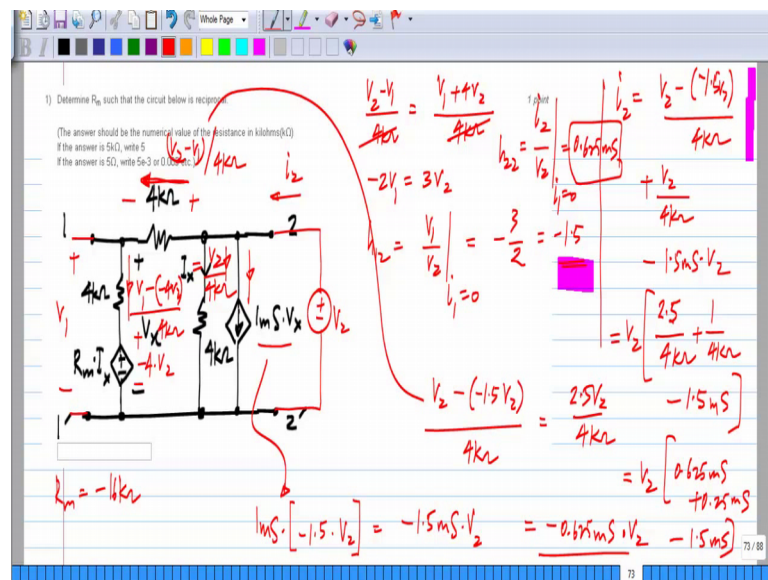 Whole Page
B I
1) Determine Rm such that the circuit below is reciprocal
1 point
(The answer should be the numerical value of the resistance in kilohms(kΩ)
If the answer is 5kΩ, write 5
If the answer is 5Ω, write 5e-3 or
(V2-V1)/4kΩ
- 4kΩ +
i2
1
2
+
V1
-
4kΩ
+
Vx
-
V1-(-4V2)
4kΩ
+
-4·V2
-
Rm·Ix
Ix
= V2
4kΩ
4kΩ
1mS·Vx
+
-
V2
1'
2'
Rm = -16kΩ
V2-V1 / 4kΩ = V1+4V2 / 4kΩ
-2V1 = 3V2
h12 = V1/V2 | i1=0 = -3/2 = -1.5
h22 = i2/V2 | i1=0 = 0.625mS
i2 = V2-(-1.5V2) / 4kΩ
+ V2/4kΩ
- 1.5mS·V2
= V2[2.5/4kΩ + 1/4kΩ
- 1.5mS]
= V2[0.625mS
+0.25mS
- 1.5mS]
V2-(-1.5V2) / 4kΩ = 2.5V2 / 4kΩ
1mS·[-1.5·V2] = -1.5mS·V2
= -0.625mS·V2
73 / 88
73